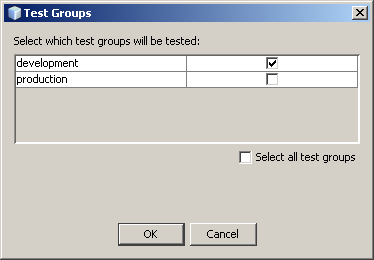 Test Groups
Select which test groups will be tested:
development
production
Select all test groups
OK Cancel